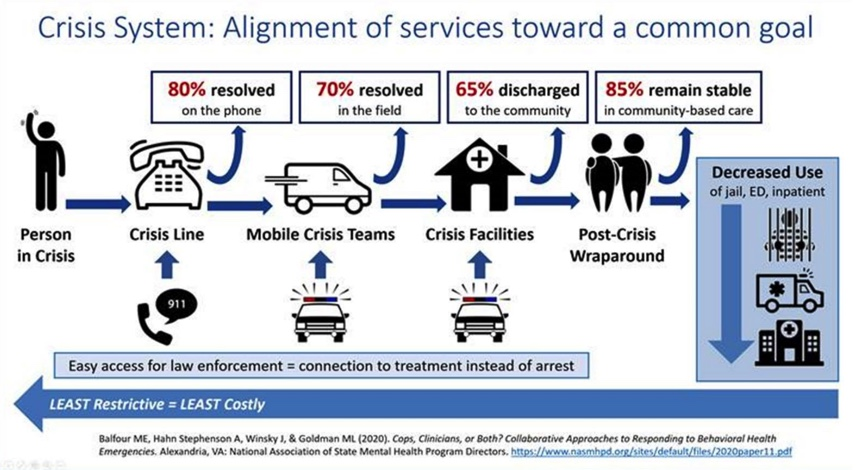 Crisis System: Alignment of services toward a common goal
80% resolved
on the phone
70% resolved
in the field
65% discharged
to the community
85% remain stable
in community-based care
Decreased Use
of jail, ED, inpatient
Person
in Crisis
Crisis Line
Mobile Crisis Teams
Crisis Facilities
Post-Crisis
Wraparound
911
Easy access for law enforcement = connection to treatment instead of arrest
LEAST Restrictive = LEAST Costly
Balfour ME, Hahn Stephenson A, Winsky J, & Goldman ML (2020). Cops, Clinicians, or Both? Collaborative Approaches to Responding to Behavioral Health
Emergencies. Alexandria, VA: National Association of State Mental Health Program Directors. https://www.nasmhpd.org/sites/default/files/2020paper11.pdf